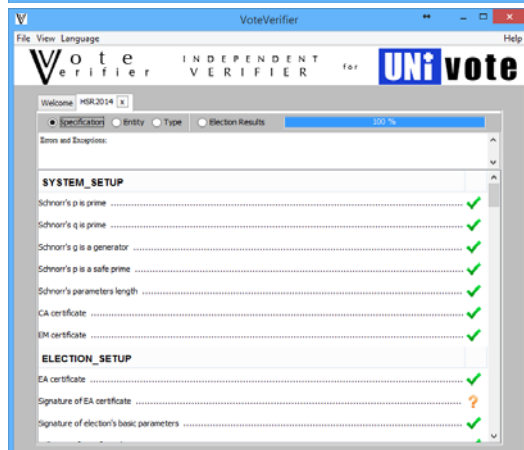 VoteVerifier
File View Language Help
Vote Verifier INDEPENDENT VERIFIER for UNivote
Welcome HSR2014 x
Specification Entity Type Election Results 100 %
Errors and Exceptions:
SYSTEM_SETUP
Schnorr's p is prime
Schnorr's q is prime
Schnorr's g is a generator
Schnorr's p is a safe prime
Schnorr's parameters length
CA certificate
EM certificate
ELECTION_SETUP
EA certificate
Signature of EA certificate
Signature of election's basic parameters